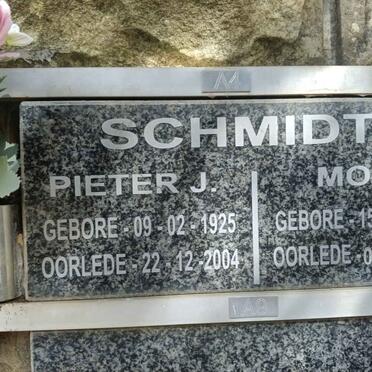 SCHMIDT
PIETER J.
GEBORE - 09 - 02 - 1925
OORLEDE - 22 - 12 - 2004
MO
GEBORE - 15
OORLEDE - 0